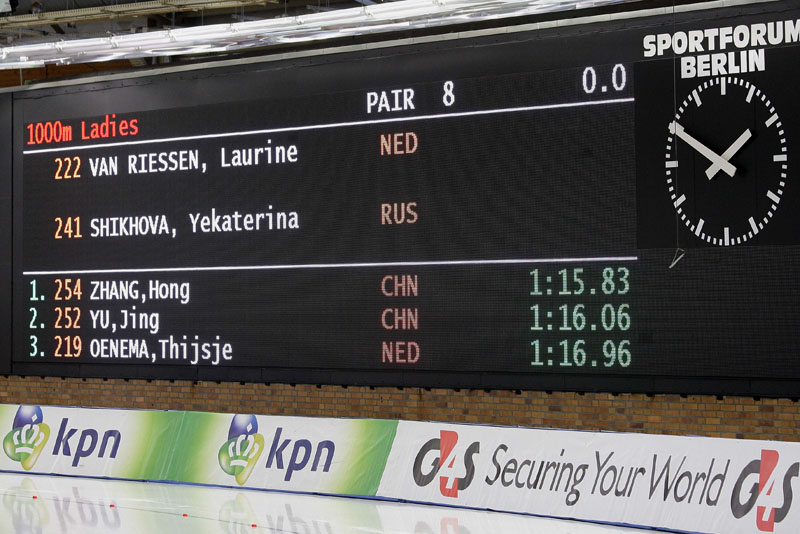 SPORTFORUM
BERLIN
PAIR 8 0.0
1000m Ladies
222 VAN RIESSEN, Laurine NED
241 SHIKHOVA, Yekaterina RUS
1. 254 ZHANG,Hong CHN 1:15.83
2. 252 YU,Jing CHN 1:16.06
3. 219 OENEMA,Thijsje NED 1:16.96
kpn kpn G4S Securing Your World G4S